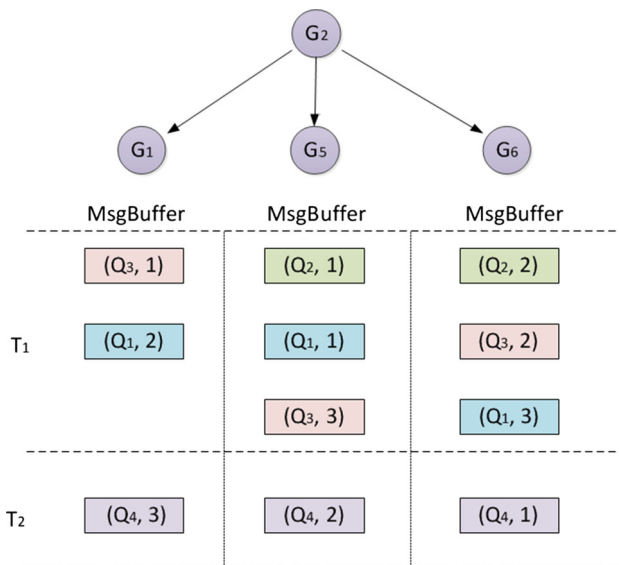 G2
G1 G5 G6
MsgBuffer MsgBuffer MsgBuffer
(Q3, 1) (Q2, 1) (Q2, 2)
T1 (Q1, 2) (Q1, 1) (Q3, 2)
(Q3, 3) (Q1, 3)
T2 (Q4, 3) (Q4, 2) (Q4, 1)